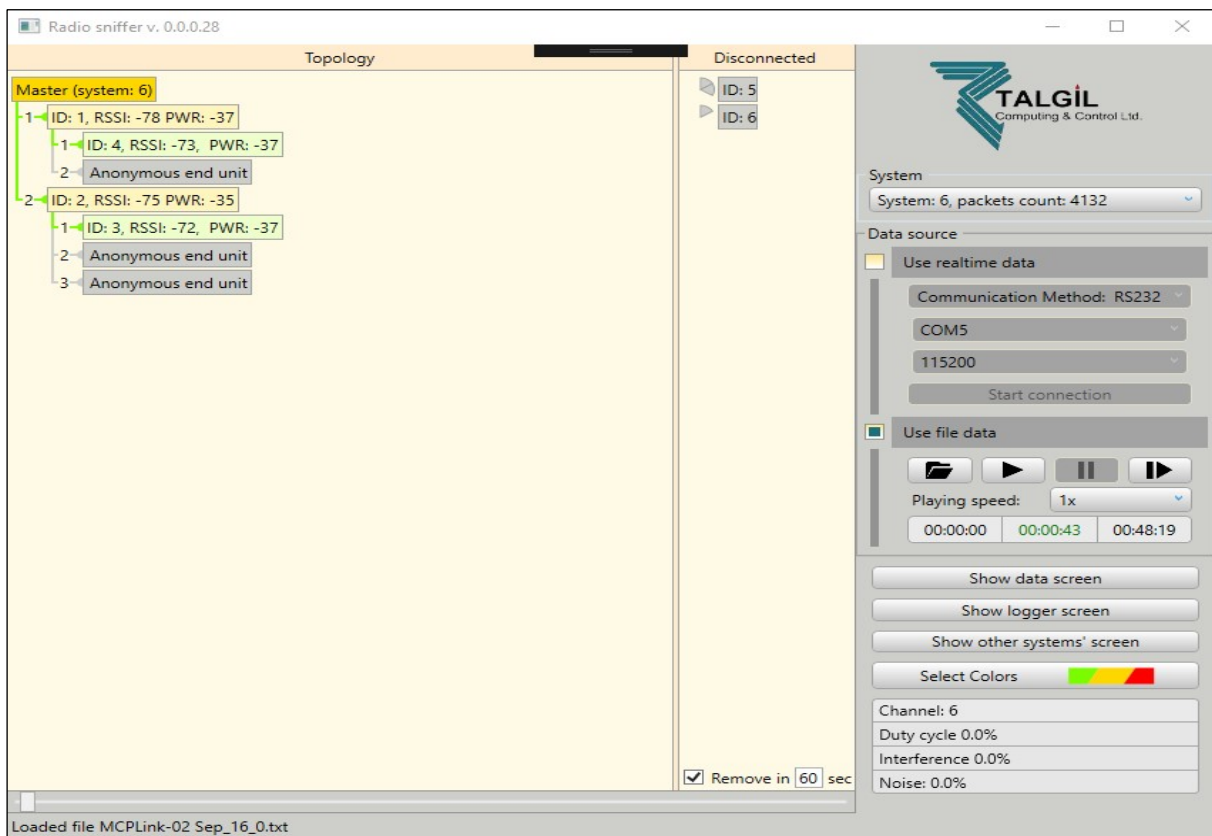 Radio sniffer v. 0.0.0.28
Topology
Master (system: 6)
1 ID: 1, RSSI: -78 PWR: -37
1 ID: 4, RSSI: -73, PWR: -37
2 Anonymous end unit
2 ID: 2, RSSI: -75 PWR: -35
1 ID: 3, RSSI: -72, PWR: -37
2 Anonymous end unit
3 Anonymous end unit
Disconnected
ID: 5
ID: 6
Remove in 60 sec
TALGIL
Computing & Control Ltd.
System
System: 6, packets count: 4132
Data source
Use realtime data
Communication Method: RS232
COM5
115200
Start connection
Use file data
Playing speed: 1x
00:00:00 00:00:43 00:48:19
Show data screen
Show logger screen
Show other systems' screen
Select Colors
Channel: 6
Duty cycle 0.0%
Interference 0.0%
Noise: 0.0%
Loaded file MCPLink-02 Sep_16_0.txt